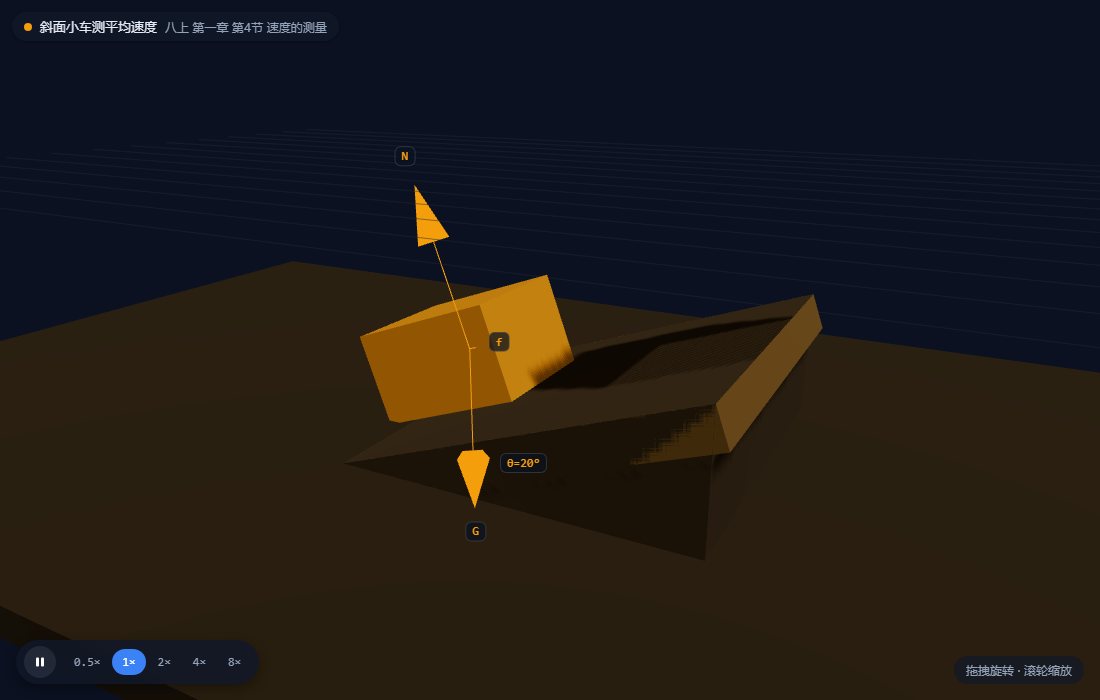 斜面小车测平均速度 八上 第一章 第4节 速度的测量
N
f
θ=20°
G
0.5× 1× 2× 4× 8×
拖拽旋转 · 滚轮缩放